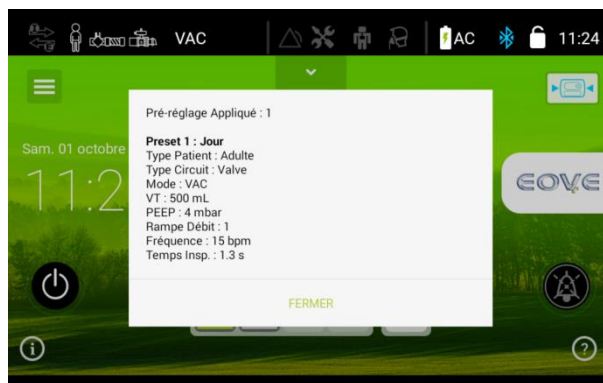 VAC
AC
11:24
Sam. 01 octobre
11:2
Pré-réglage Appliqué : 1
Preset 1 : Jour
Type Patient : Adulte
Type Circuit : Valve
Mode : VAC
VT : 500 mL
PEEP : 4 mbar
Rampe Débit : 1
Fréquence : 15 bpm
Temps Insp. : 1.3 s
FERMER
EOVE